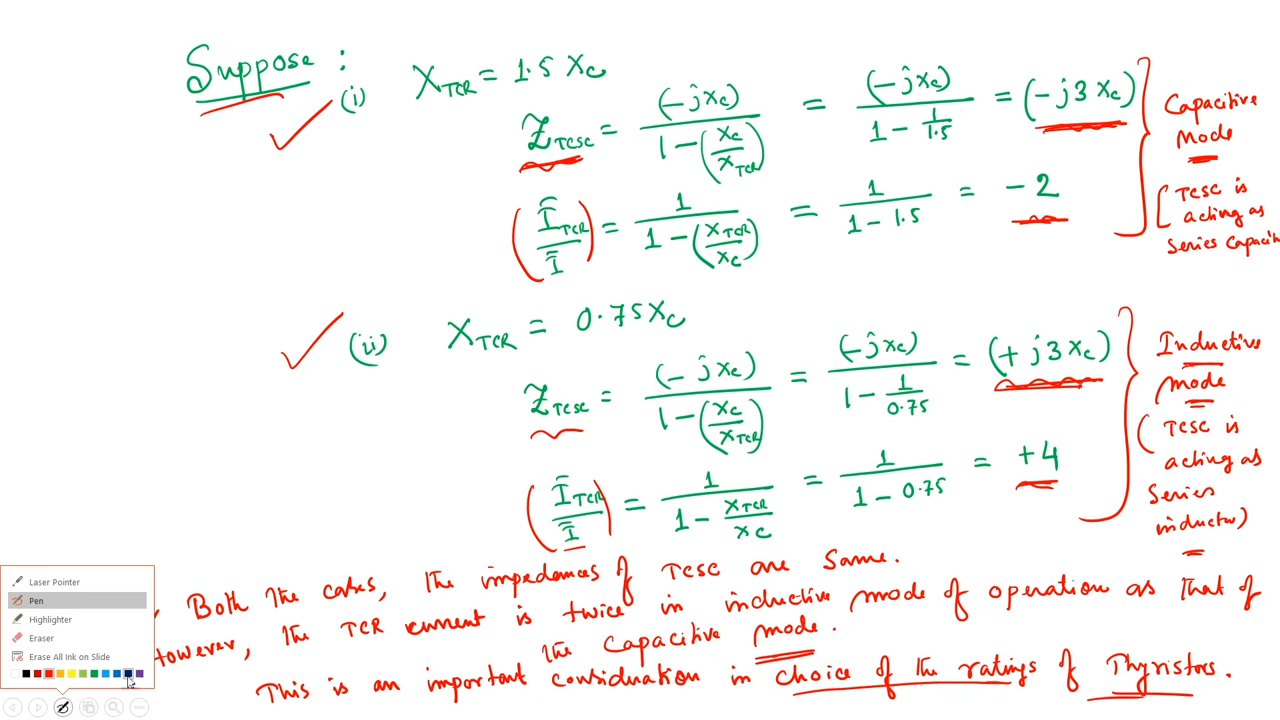 Suppose :
(i) X_TCR = 1.5 X_C
Z_TCSC = (-jX_C) / (1 - (X_C / X_TCR)) = (-jX_C) / (1 - 1/1.5) = (-j3 X_C)
(I_TCR / I) = 1 / (1 - (X_TCR / X_C)) = 1 / (1 - 1.5) = -2
Capacitive
Mode
[TCSC is
acting as
Series Capacit
(ii) X_TCR = 0.75 X_C
Z_TCSC = (-jX_C) / (1 - (X_C / X_TCR)) = (-jX_C) / (1 - 1/0.75) = (+j3 X_C)
(I_TCR / I) = 1 / (1 - X_TCR / X_C) = 1 / (1 - 0.75) = +4
Inductive
Mode
(TCSC is
acting as
Series
inductor)
Both the cases, the impedances of TCSC are Same.
However, the TCR current is twice in inductive mode of operation as that of
the Capacitive mode.
This is an important consideration in choice of the ratings of Thyristors.
Laser Pointer
Pen
Highlighter
Eraser
Erase All Ink on Slide